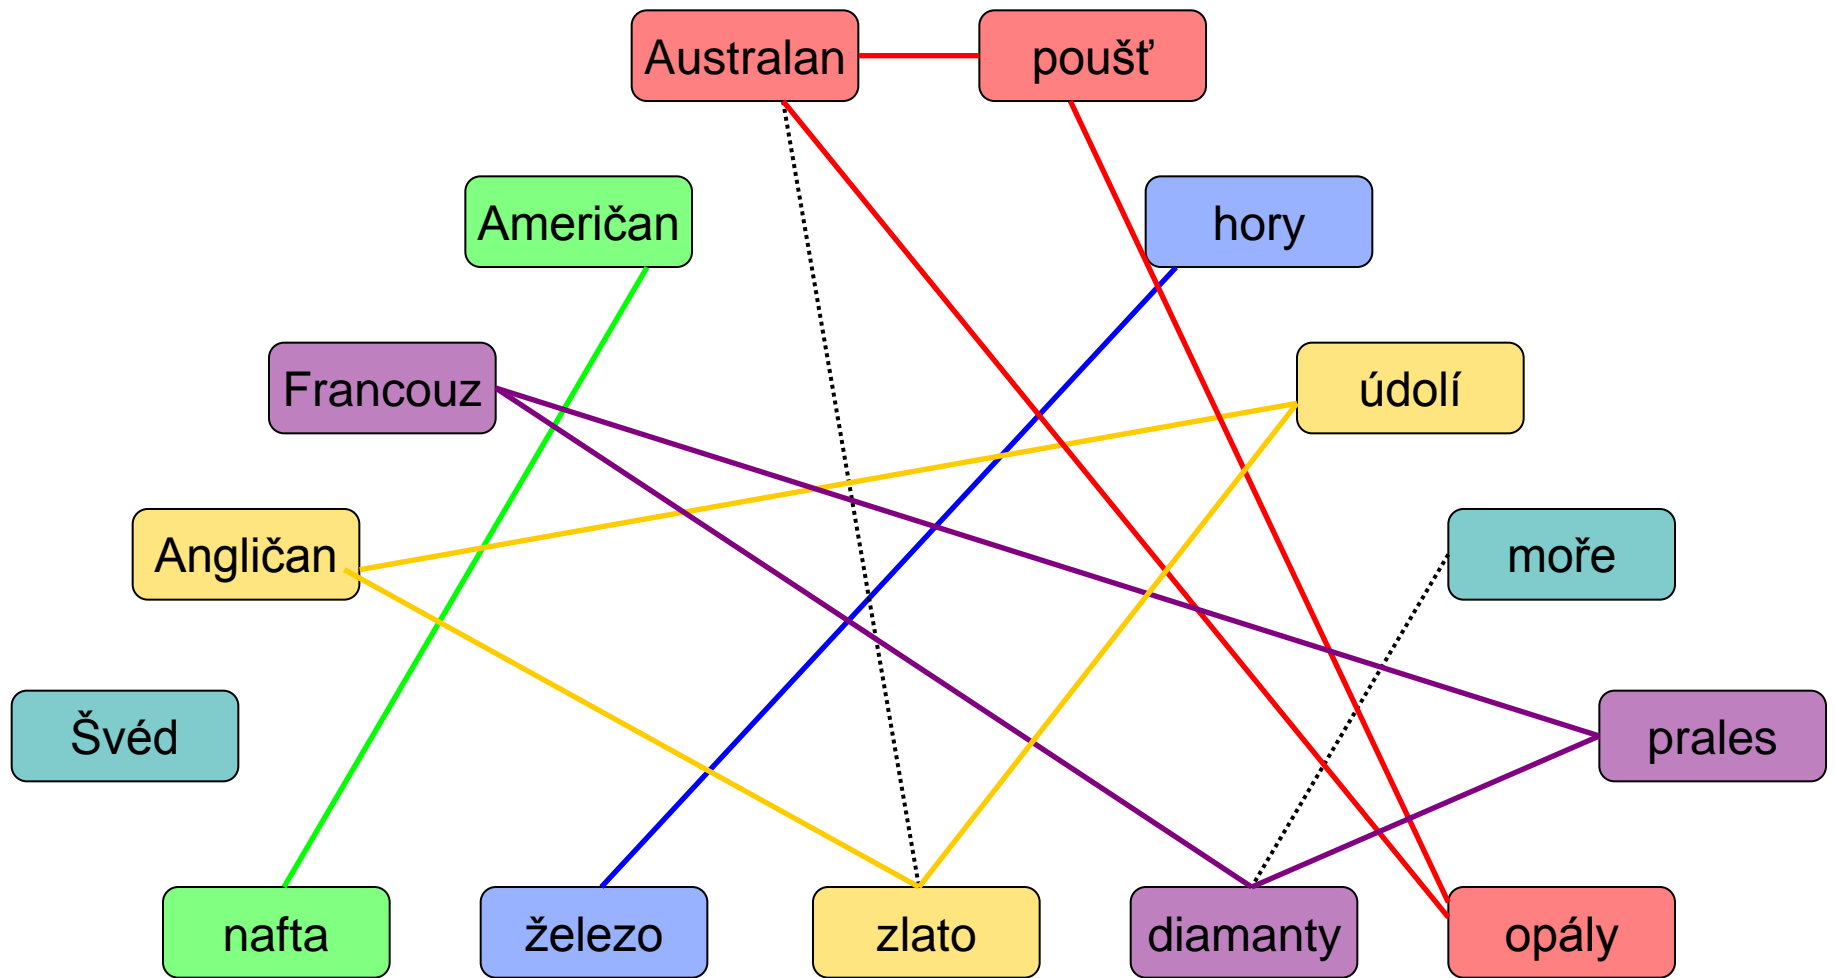 Australan
poušť
Američan
hory
Francouz
údolí
Angličan
moře
Švéd
prales
nafta
železo
zlato
diamanty
opály